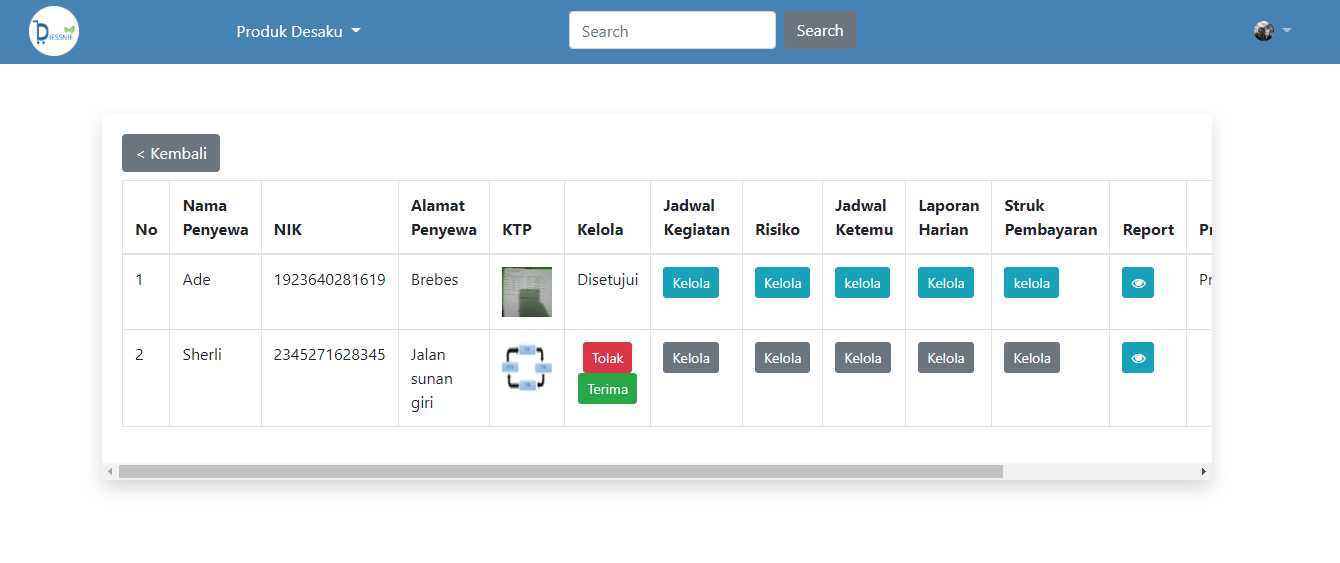 DIESSNIE
Produk Desaku
Search
Search
< Kembali
No
Nama
Penyewa
NIK
Alamat
Penyewa
KTP
Kelola
Jadwal
Kegiatan
Risiko
Jadwal
Ketemu
Laporan
Harian
Struk
Pembayaran
Report
Pr
1
Ade
1923640281619
Brebes
Disetujui
Kelola
Kelola
kelola
Kelola
kelola
Pr
2
Sherli
2345271628345
Jalan
sunan
giri
Tolak
Terima
Kelola
Kelola
Kelola
Kelola
Kelola